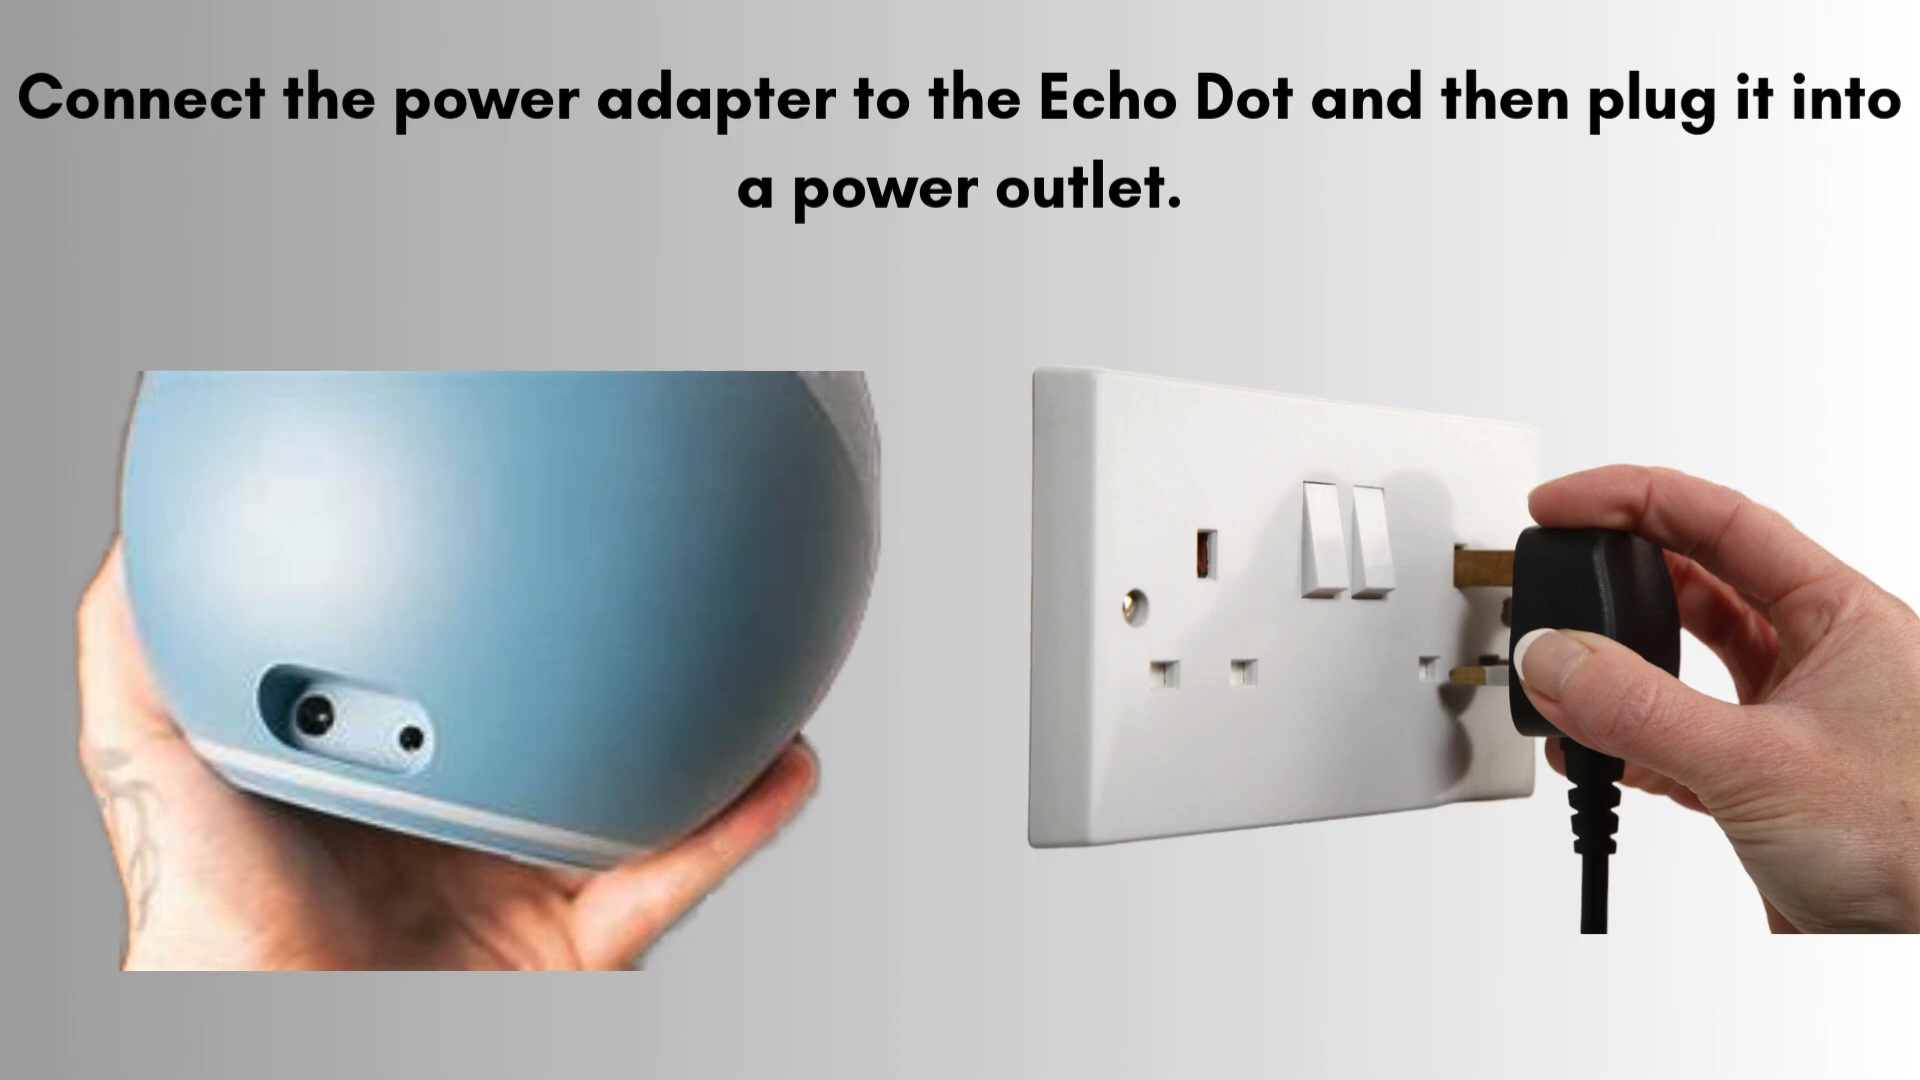 Connect the power adapter to the Echo Dot and then plug it into
a power outlet.